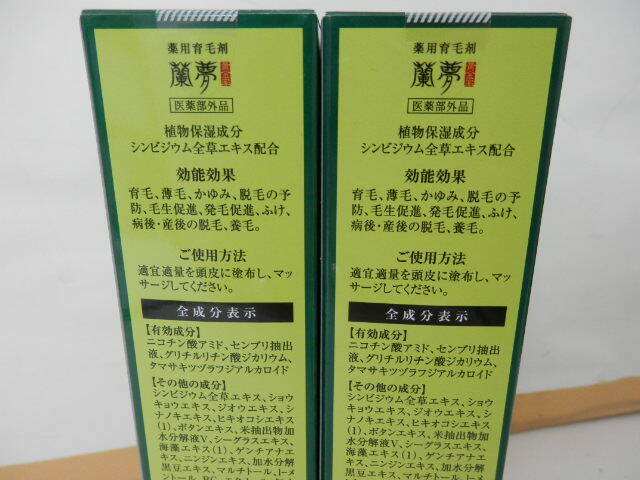 薬用育毛剤
蘭夢
医薬部外品
植物保湿成分
シンビジウム全草エキス配合
効能効果
育毛、薄毛、かゆみ、脱毛の予
防、毛生促進、発毛促進、ふけ、
病後・産後の脱毛、養毛。
ご使用方法
適宜適量を頭皮に塗布し、マッ
サージしてください。
全成分表示
【有効成分】
ニコチン酸アミド、センブリ抽出
液、グリチルリチン酸ジカリウム、
タマサキツヅラフジアルカロイド
【その他の成分】
シンビジウム全草エキス、ショウ
キョウエキス、ジオウエキス、シ
ナノキエキス、ヒキオコシエキス
(1)、ボタンエキス、米抽出物加
水分解液V、シーグラスエキス、
海藻エキス(1)、ゲンチアナエ
キス、ニンジンエキス、加水分解
黒豆エキス、マルチトール、l-メ
薬用育毛剤
蘭夢
医薬部外品
植物保湿成分
シンビジウム全草エキス配合
効能効果
育毛、薄毛、かゆみ、脱毛の予
防、毛生促進、発毛促進、ふけ、
病後・産後の脱毛、養毛。
ご使用方法
適宜適量を頭皮に塗布し、マッ
サージしてください。
全成分表示
【有効成分】
ニコチン酸アミド、センブリ抽出
液、グリチルリチン酸ジカリウム、
タマサキツヅラフジアルカロイド
【その他の成分】
シンビジウム全草エキス、ショウ
キョウエキス、ジオウエキス、シ
ナノキエキス、ヒキオコシエキス
(1)、ボタンエキス、米抽出物加
水分解液V、シーグラスエキス、
海藻エキス(1)、ゲンチアナエ
キス、ニンジンエキス、加水分解
黒豆エキス、マルチトール、l-メ